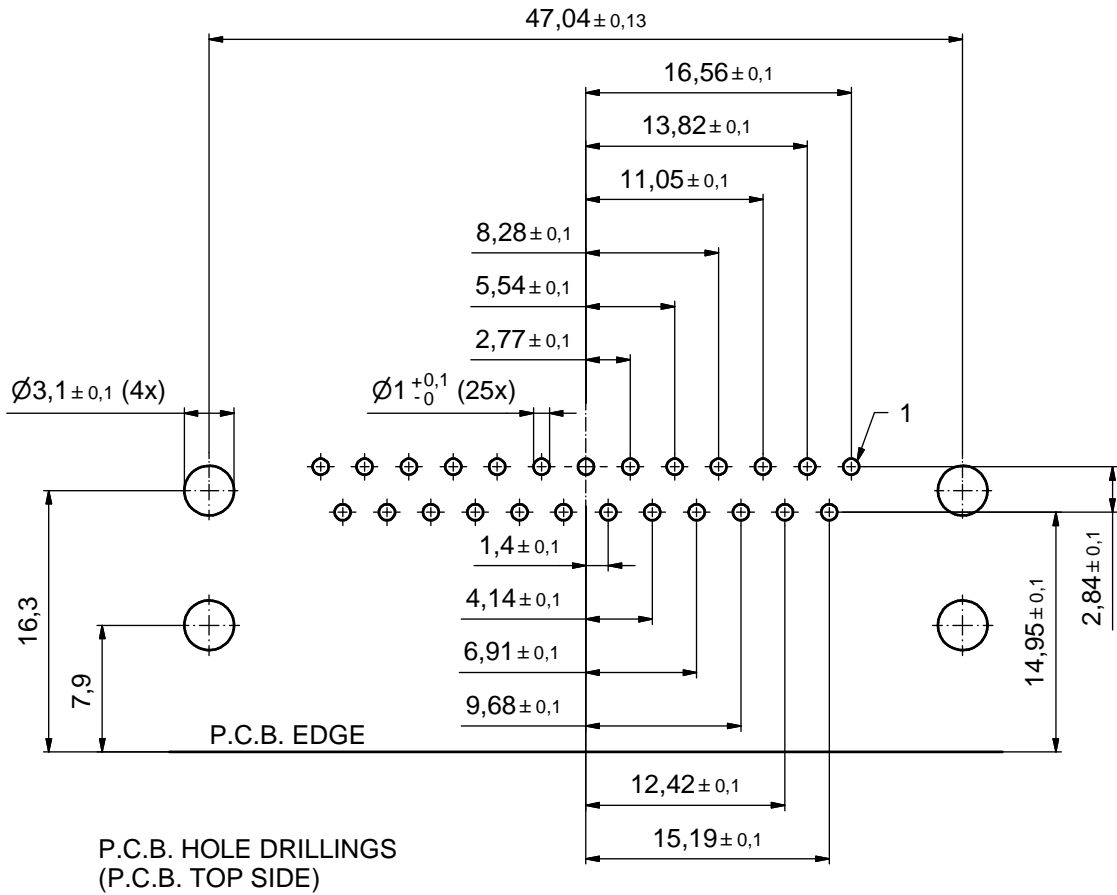 47,04 ± 0,13
16,56 ± 0,1
13,82 ± 0,1
11,05 ± 0,1
8,28 ± 0,1
5,54 ± 0,1
2,77 ± 0,1
Ø3,1 ± 0,1 (4x)
Ø1 +0,1 -0 (25x)
1
1,4 ± 0,1
4,14 ± 0,1
6,91 ± 0,1
9,68 ± 0,1
16,3
7,9
14,95 ± 0,1
2,84 ± 0,1
P.C.B. EDGE
12,42 ± 0,1
15,19 ± 0,1
P.C.B. HOLE DRILLINGS
(P.C.B. TOP SIDE)